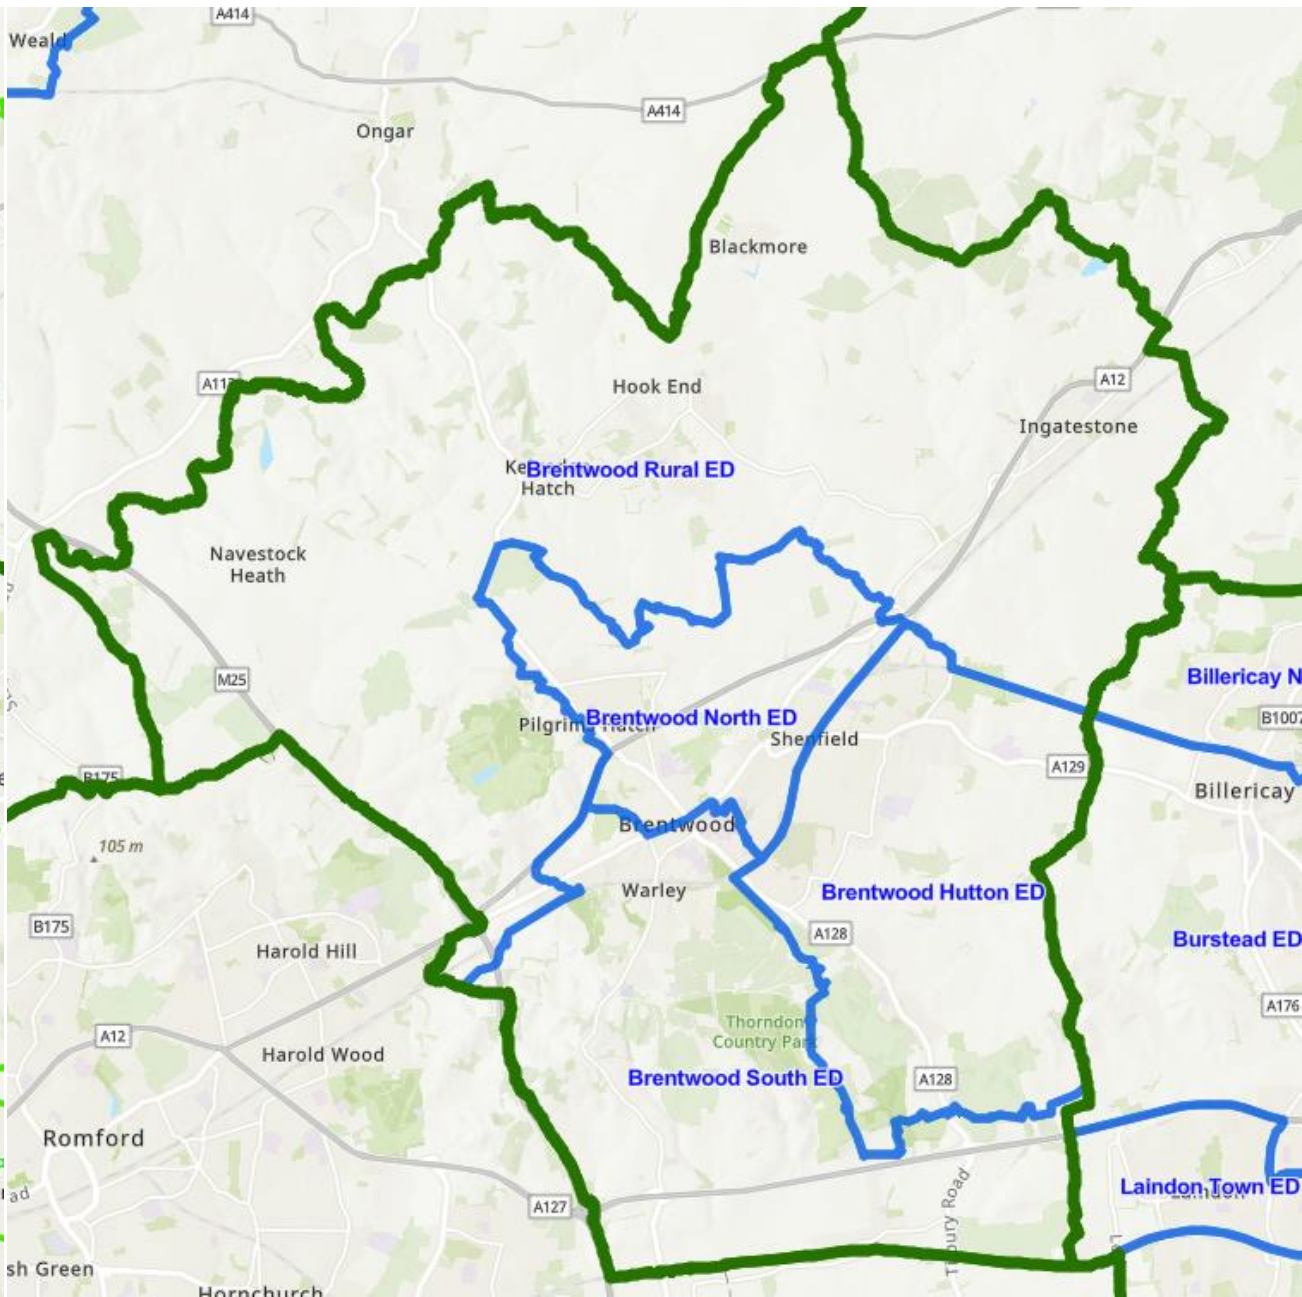 A414
Weald
A414
Ongar
Blackmore
A12
Hook End
Ingatestone
Brentwood Rural ED
Hatch
Navestock
Heath
M25
Billericay N
B1007
Brentwood North ED
Shenfield
A129
B175
Billericay
Brentwood
105 m
Warley
Brentwood Hutton ED
B175
A128
Burstead ED
Harold Hill
A176
A12
Thorndon
Country Park
Harold Wood
Brentwood South ED
A128
Romford
Laindon Town ED
A127
sh Green
Hornchurch